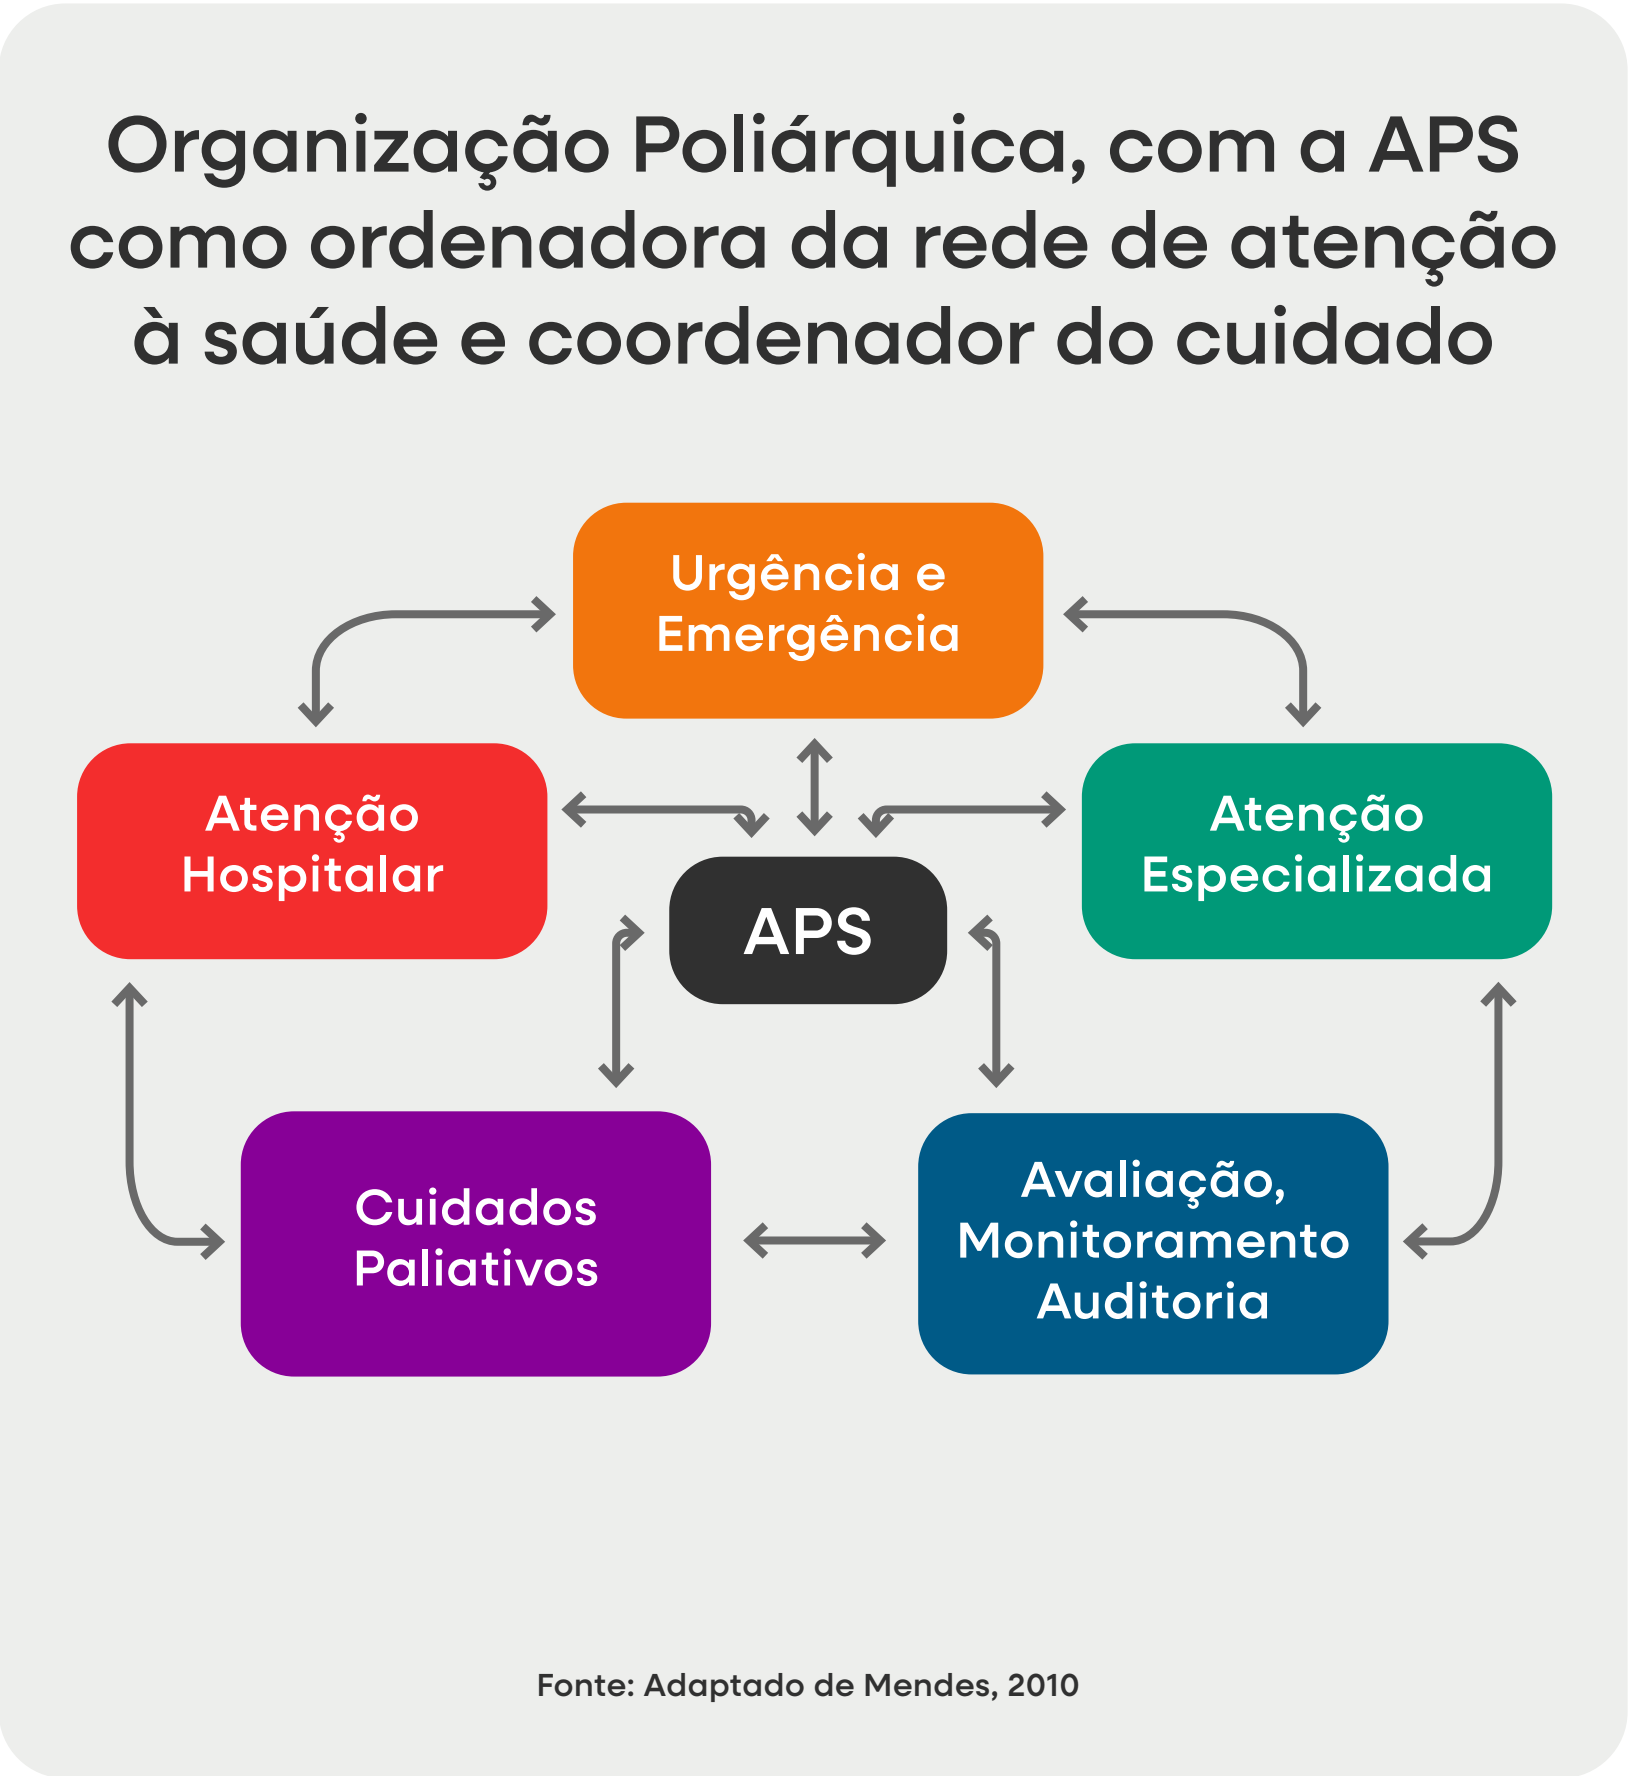 Organização Poliárquica, com a APS
como ordenadora da rede de atenção
à saúde e coordenador do cuidado
Urgência e
Emergência
Atenção
Hospitalar
Atenção
Especializada
APS
Cuidados
Paliativos
Avaliação,
Monitoramento
Auditoria
Fonte: Adaptado de Mendes, 2010